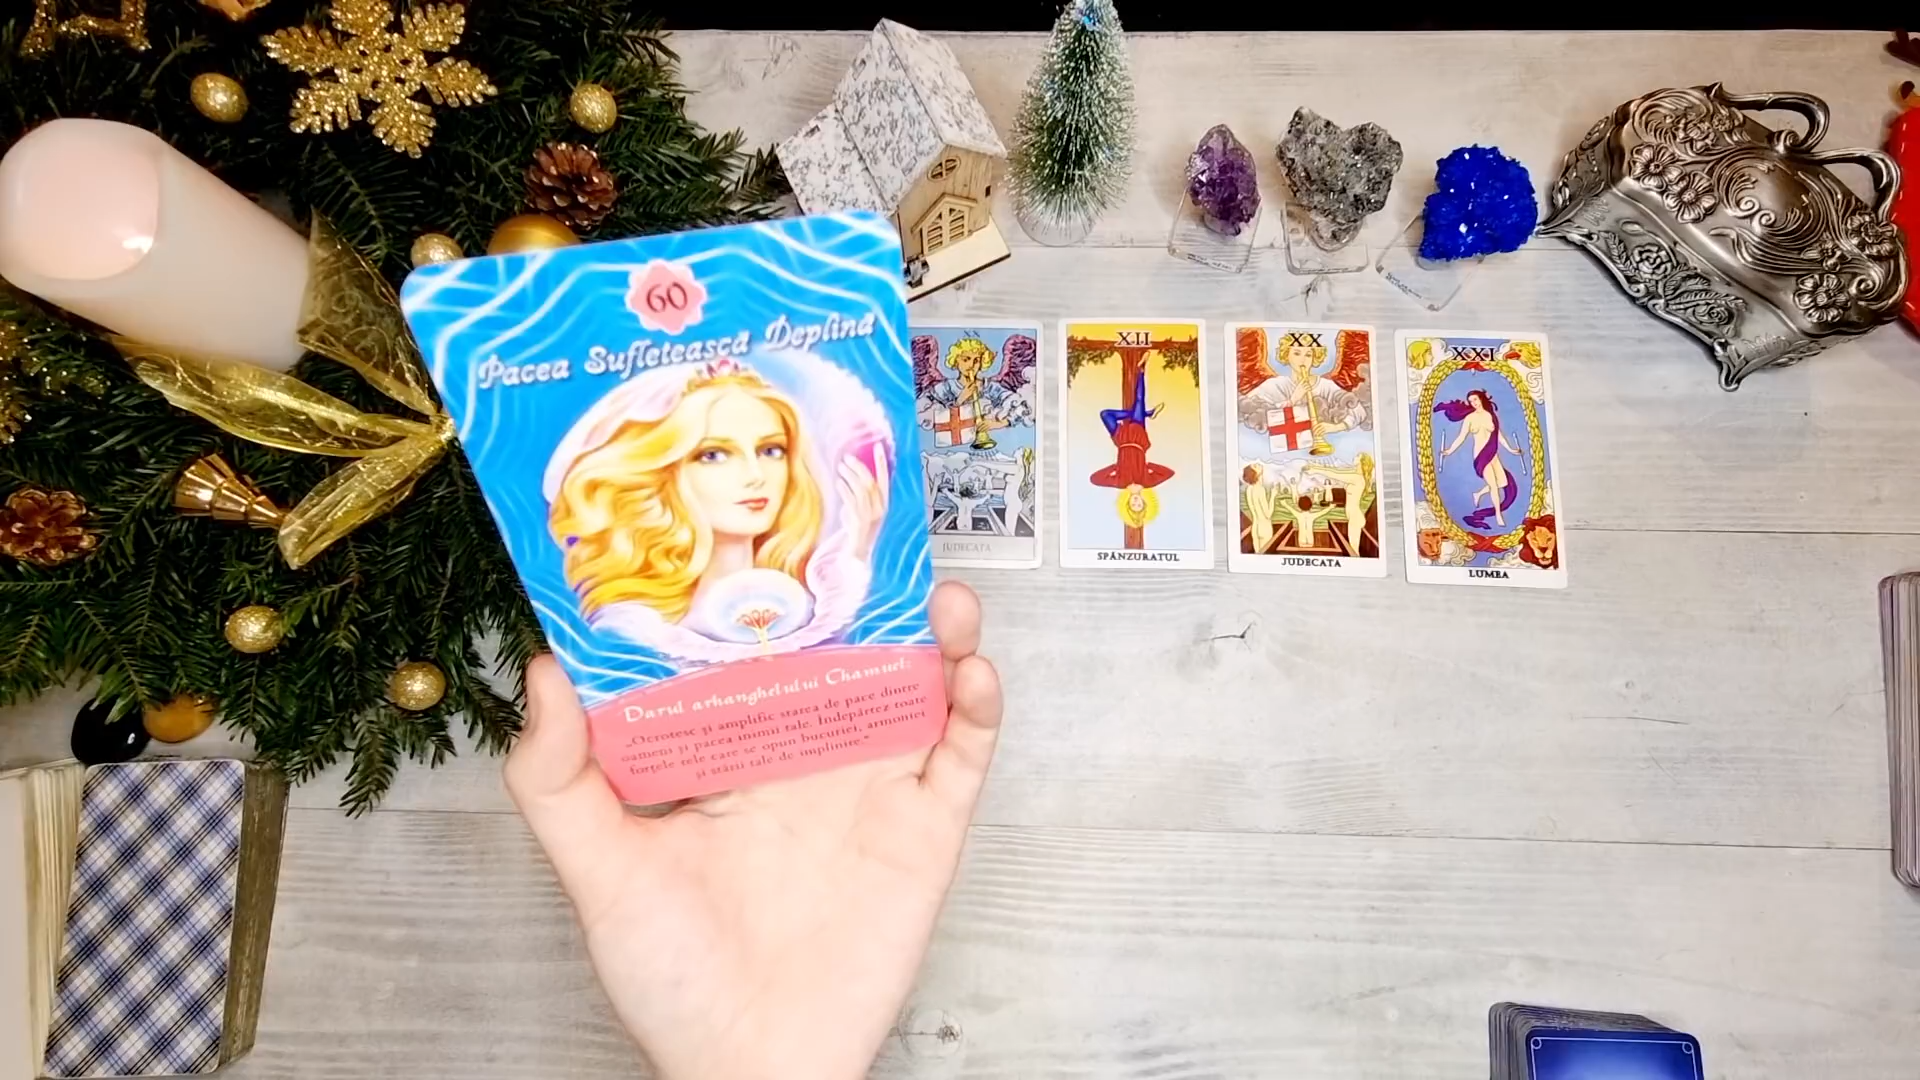 60
Pacea Sufletească Deplină
Darul arhanghelului Chamuel:
„Ocrotesc și amplific starea de pace dintre
oameni și pacea inimii tale. Îndepărtez toate
forțele rele care se opun bucuriei, armoniei
și stării tale de împlinire.“
XX
JUDECATA
XII
SPÂNZURATUL
XX
JUDECATA
XXI
LUMEA